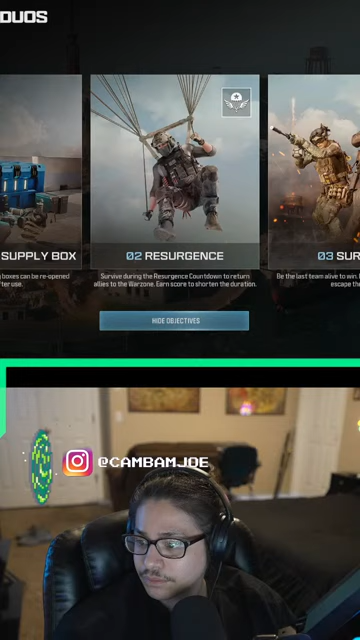 DUOS
SUPPLY BOX
boxes can be re-opened
use.
02 RESURGENCE
Survive during the Resurgence Countdown to return
allies to the Warzone. Earn score to shorten the duration.
03 SUR
Be the last team alive to win.
escape the
HIDE OBJECTIVES
@CAMBAMJOE